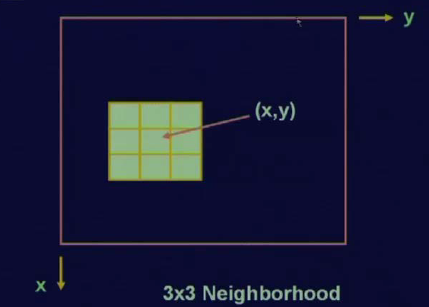 y
(x,y)
x
3x3 Neighborhood